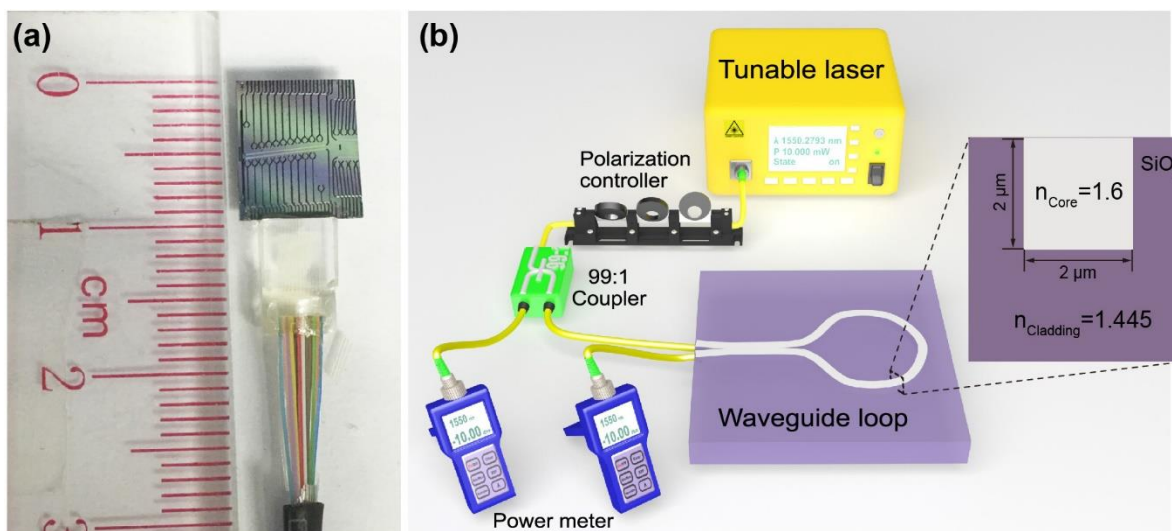 (a)
0
1
cm
2
3
(b)
Tunable laser
λ 1550.2793 nm
P 10.000 mW
State on
Polarization
controller
99:1
Coupler
1550 nm
-10.00 dBm
1550 nm
-10.00 dBm
Power meter
Waveguide loop
SiO
2 µm
n_Core=1.6
2 µm
n_Cladding=1.445